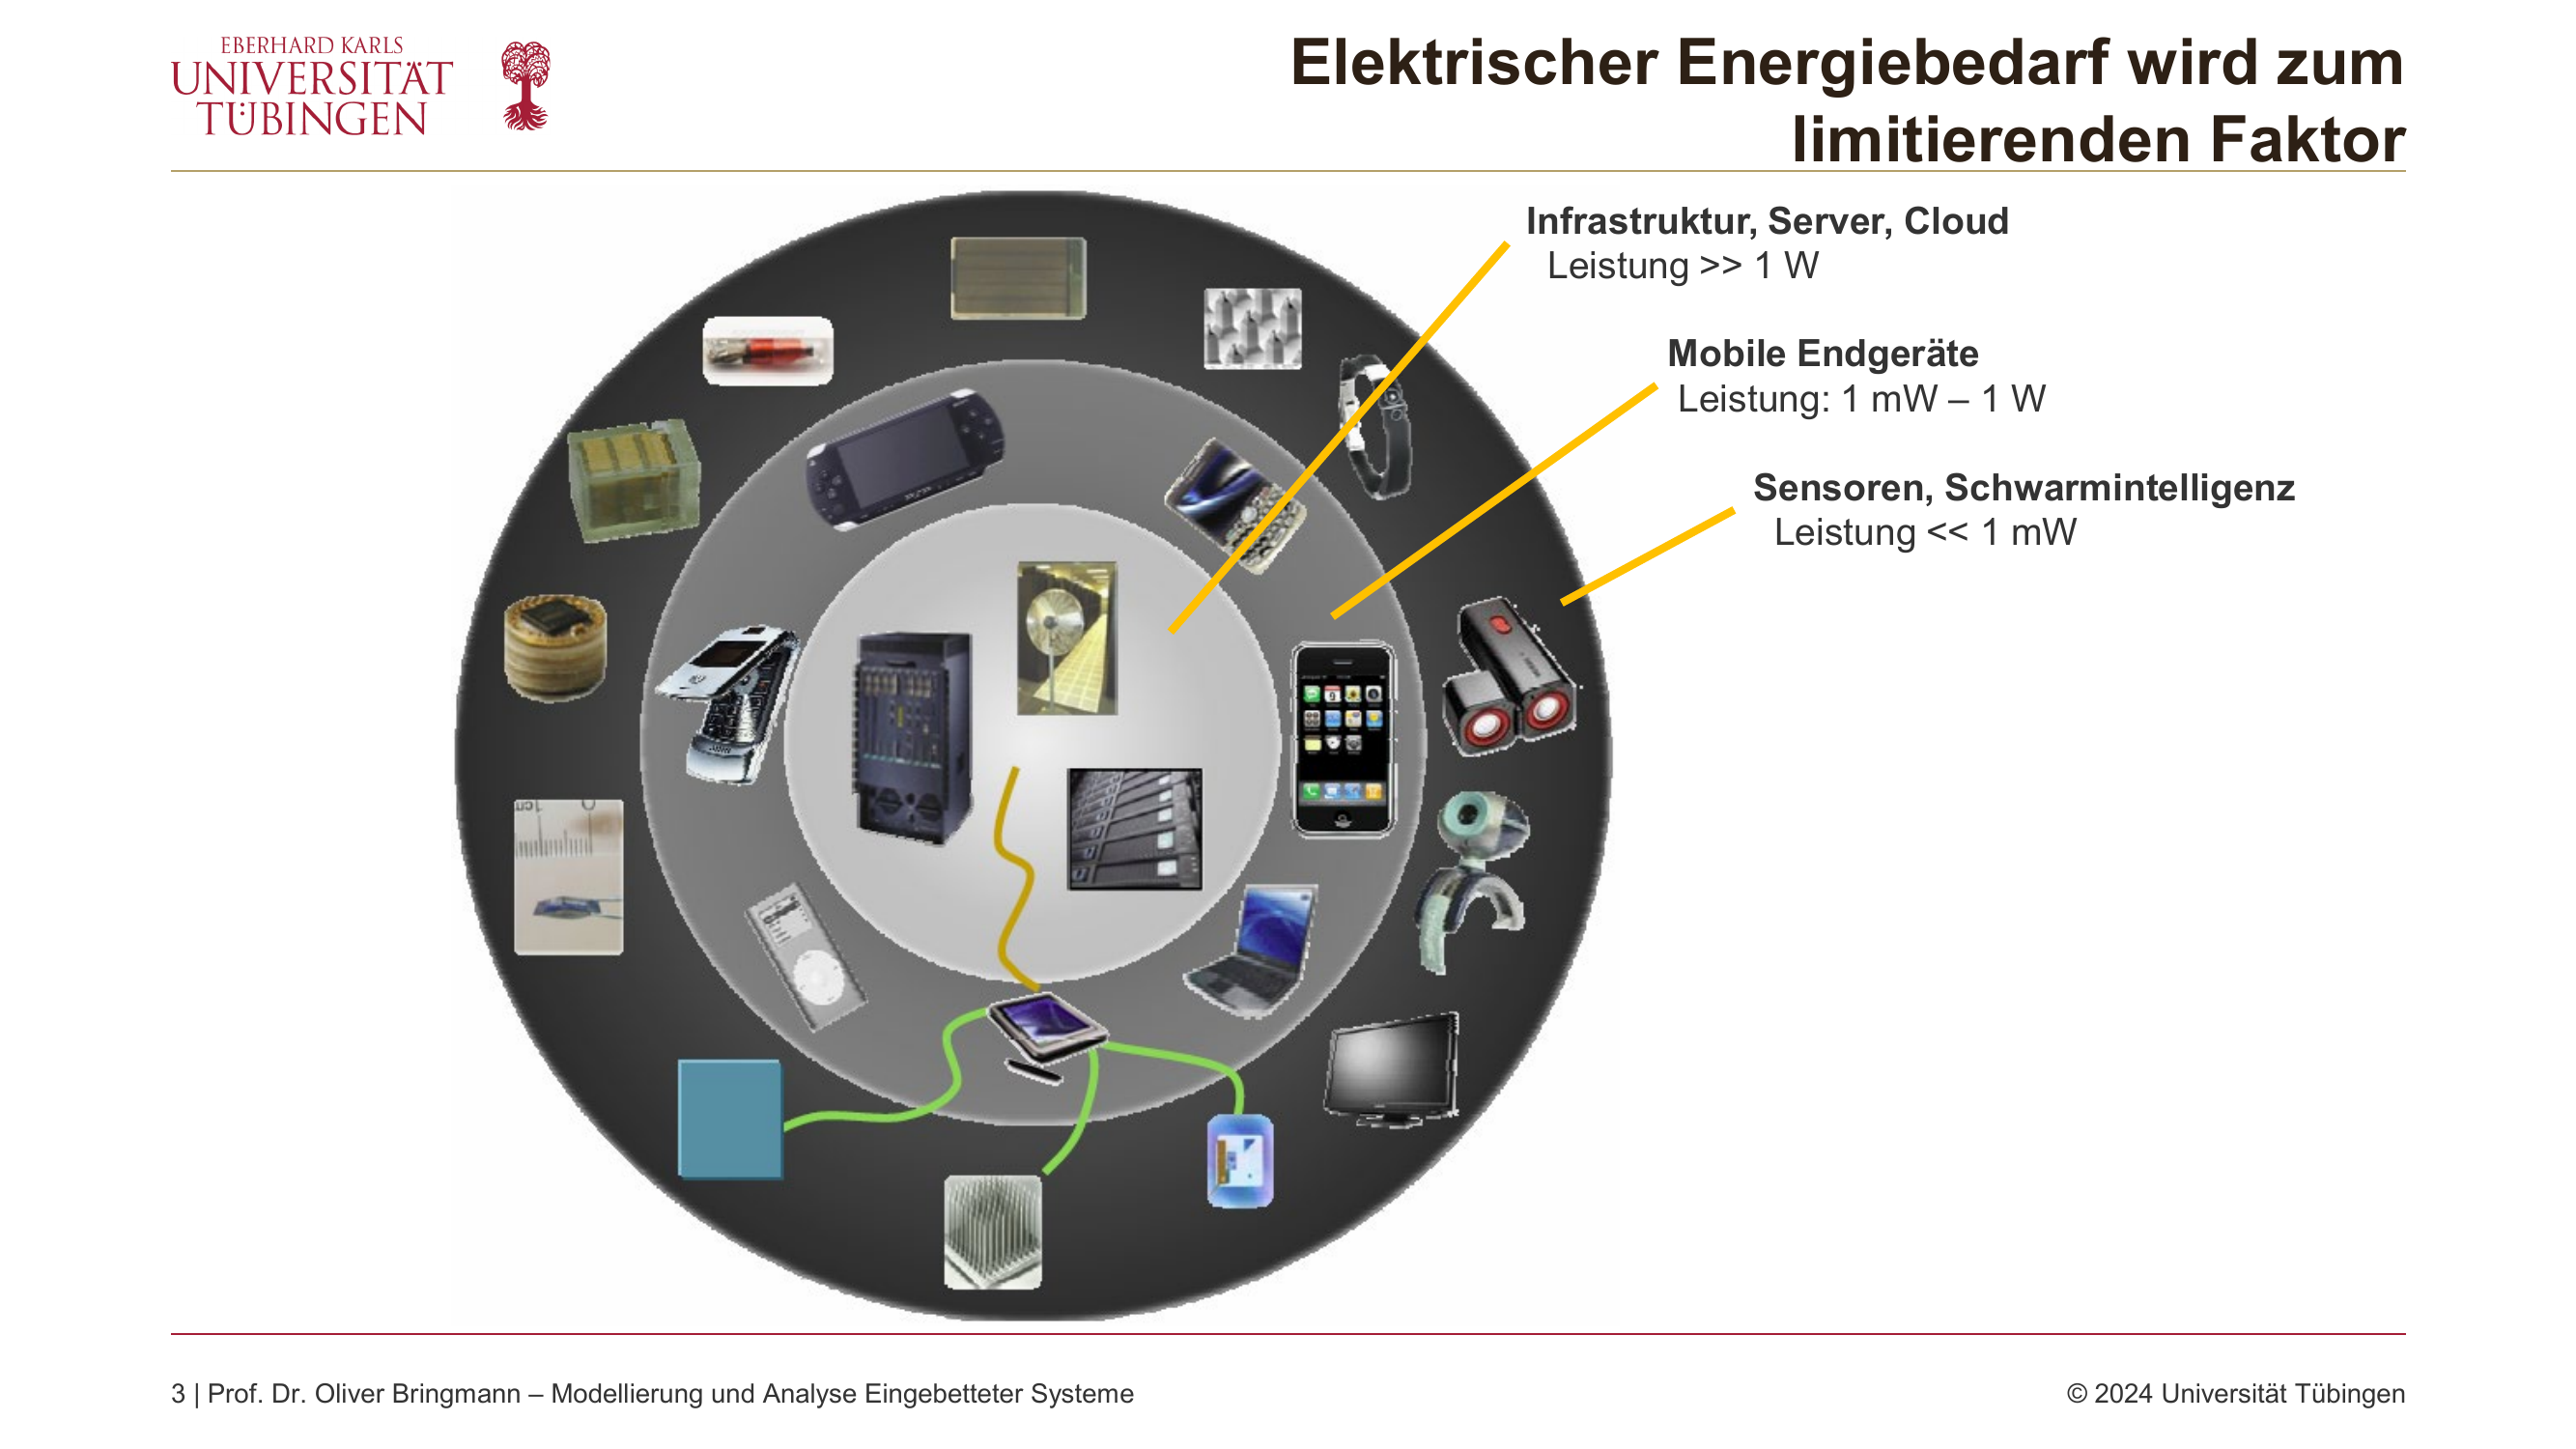 EBERHARD KARLS
UNIVERSITÄT
TÜBINGEN
Elektrischer Energiebedarf wird zum
limitierenden Faktor
Infrastruktur, Server, Cloud
Leistung >> 1 W
Mobile Endgeräte
Leistung: 1 mW – 1 W
Sensoren, Schwarmintelligenz
Leistung << 1 mW
3 | Prof. Dr. Oliver Bringmann – Modellierung und Analyse Eingebetteter Systeme
© 2024 Universität Tübingen